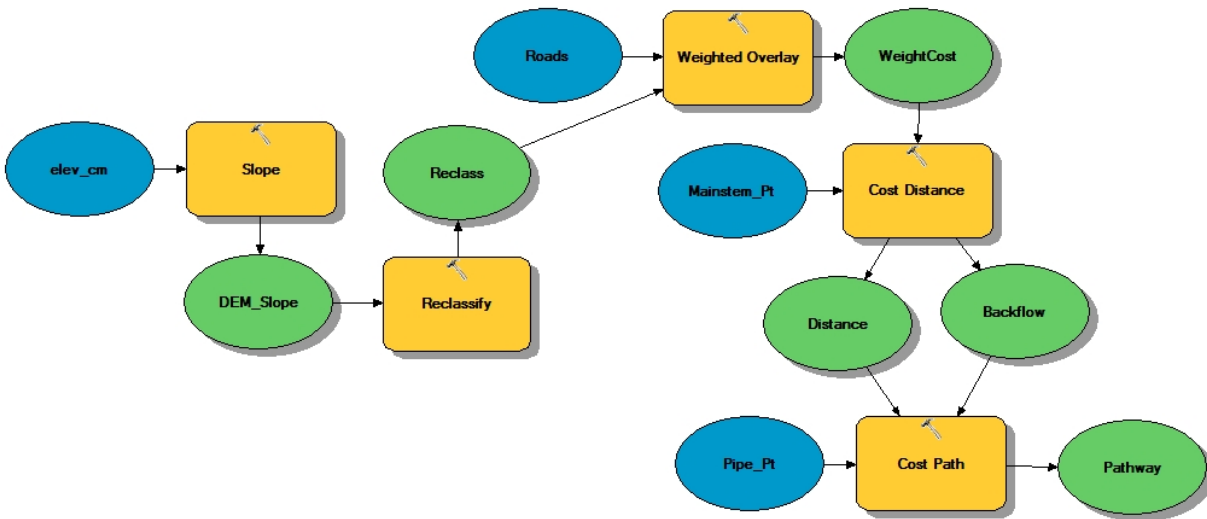 Roads
Weighted Overlay
WeightCost
elev_cm
Slope
Reclass
Mainstem_Pt
Cost Distance
DEM_Slope
Reclassify
Distance
Backflow
Pipe_Pt
Cost Path
Pathway